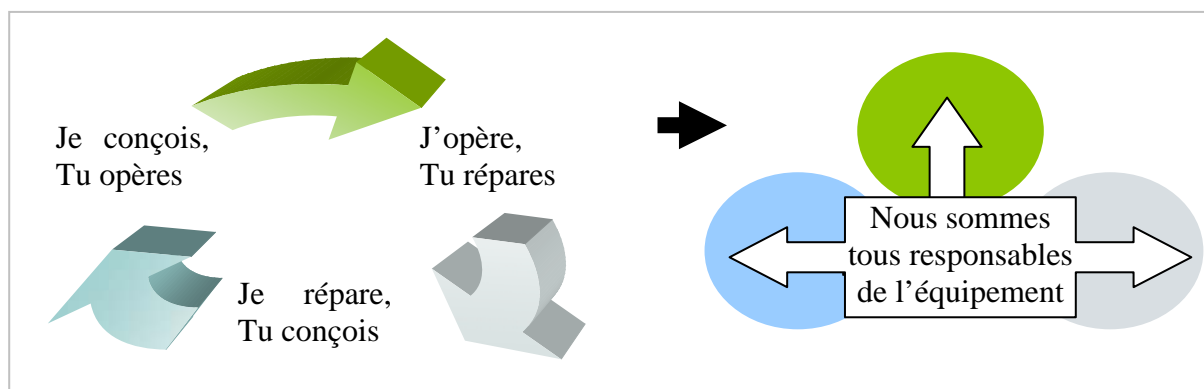 Je conçois,
Tu opères
J’opère,
Tu répares
Je répare,
Tu conçois
Nous sommes
tous responsables
de l’équipement